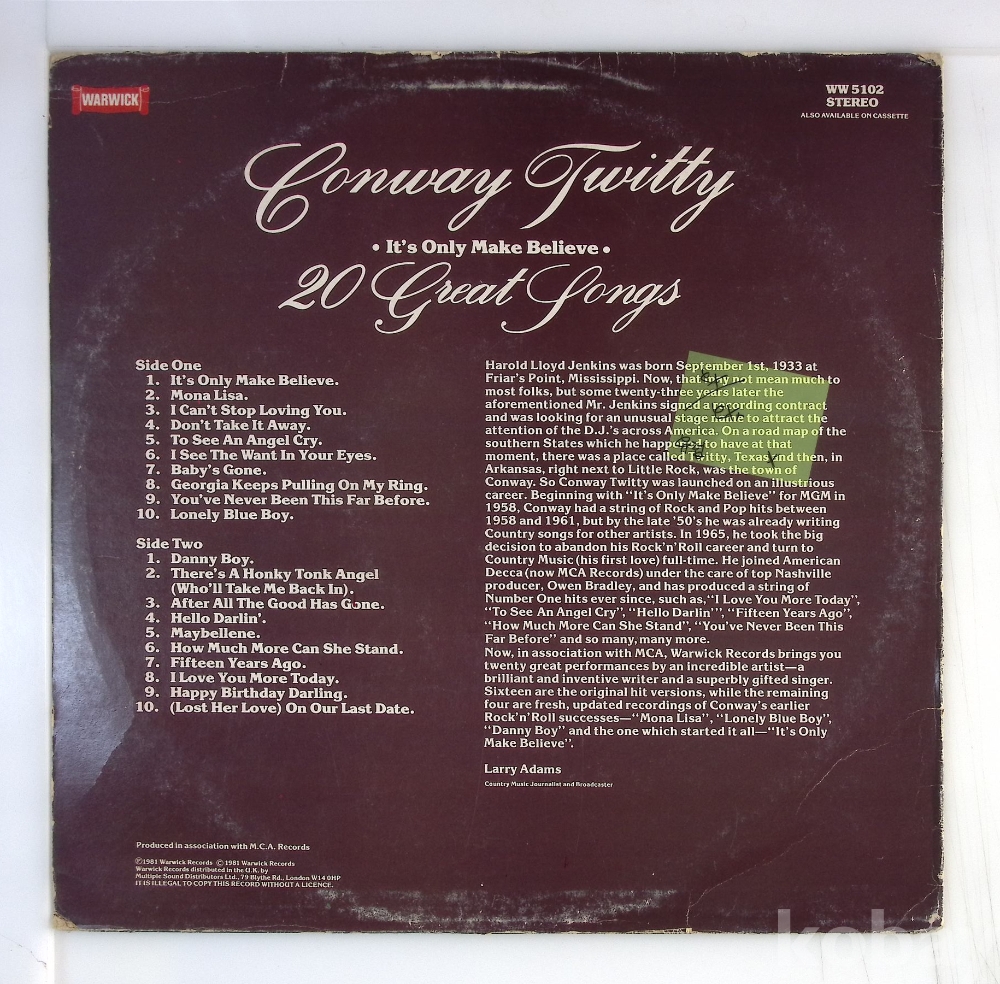 WARWICK
WW 5102
STEREO
ALSO AVAILABLE ON CASSETTE
Conway Twitty
• It's Only Make Believe •
20 Great Songs
Side One
1. It's Only Make Believe.
2. Mona Lisa.
3. I Can't Stop Loving You.
4. Don't Take It Away.
5. To See An Angel Cry.
6. I See The Want In Your Eyes.
7. Baby's Gone.
8. Georgia Keeps Pulling On My Ring.
9. You've Never Been This Far Before.
10. Lonely Blue Boy.
Side Two
1. Danny Boy.
2. There's A Honky Tonk Angel
(Who'll Take Me Back In).
3. After All The Good Has Gone.
4. Hello Darlin'.
5. Maybellene.
6. How Much More Can She Stand.
7. Fifteen Years Ago.
8. I Love You More Today.
9. Happy Birthday Darling.
10. (Lost Her Love) On Our Last Date.
Harold Lloyd Jenkins was born September 1st, 1933 at
Friar's Point, Mississippi. Now, that may not mean much to
most folks, but some twenty-three years later the
aforementioned Mr. Jenkins signed a recording contract
and was looking for an unusual stage name to attract the
attention of the D.J.'s across America. On a road map of the
southern States which he happened to have at that
moment, there was a place called Twitty, Texas and then, in
Arkansas, right next to Little Rock, was the town of
Conway. So Conway Twitty was launched on an illustrious
career. Beginning with "It's Only Make Believe" for MGM in
1958, Conway had a string of Rock and Pop hits between
1958 and 1961, but by the late '50's he was already writing
Country songs for other artists. In 1965, he took the big
decision to abandon his Rock'n'Roll career and turn to
Country Music (his first love) full-time. He joined American
Decca (now MCA Records) under the care of top Nashville
producer, Owen Bradley, and has produced a string of
Number One hits ever since, such as, "I Love You More Today",
"To See An Angel Cry", "Hello Darlin'", "Fifteen Years Ago",
"How Much More Can She Stand", "You've Never Been This
Far Before" and so many, many more.
Now, in association with MCA, Warwick Records brings you
twenty great performances by an incredible artist—a
brilliant and inventive writer and a superbly gifted singer.
Sixteen are the original hit versions, while the remaining
four are fresh, updated recordings of Conway's earlier
Rock'n'Roll successes—"Mona Lisa", "Lonely Blue Boy",
"Danny Boy" and the one which started it all—"It's Only
Make Believe".
Larry Adams
Country Music Journalist and Broadcaster
Produced in association with M.C.A. Records
Ⓟ1981 Warwick Records ©1981 Warwick Records
Warwick Records distributed in the U.K. by
Multiple Sound Distributors Ltd., 79 Blythe Rd., London W14 0HP
IT IS ILLEGAL TO COPY THIS RECORD WITHOUT A LICENCE.